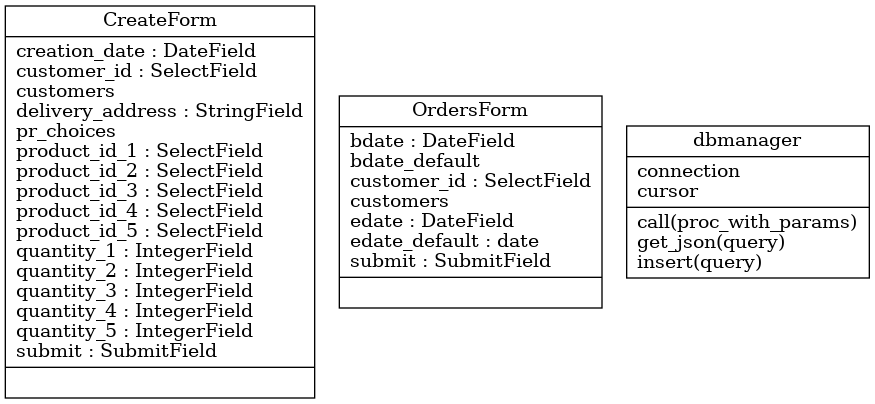 CreateForm
creation_date : DateField
customer_id : SelectField
customers
delivery_address : StringField
pr_choices
product_id_1 : SelectField
product_id_2 : SelectField
product_id_3 : SelectField
product_id_4 : SelectField
product_id_5 : SelectField
quantity_1 : IntegerField
quantity_2 : IntegerField
quantity_3 : IntegerField
quantity_4 : IntegerField
quantity_5 : IntegerField
submit : SubmitField
OrdersForm
bdate : DateField
bdate_default
customer_id : SelectField
customers
edate : DateField
edate_default : date
submit : SubmitField
dbmanager
connection
cursor
call(proc_with_params)
get_json(query)
insert(query)